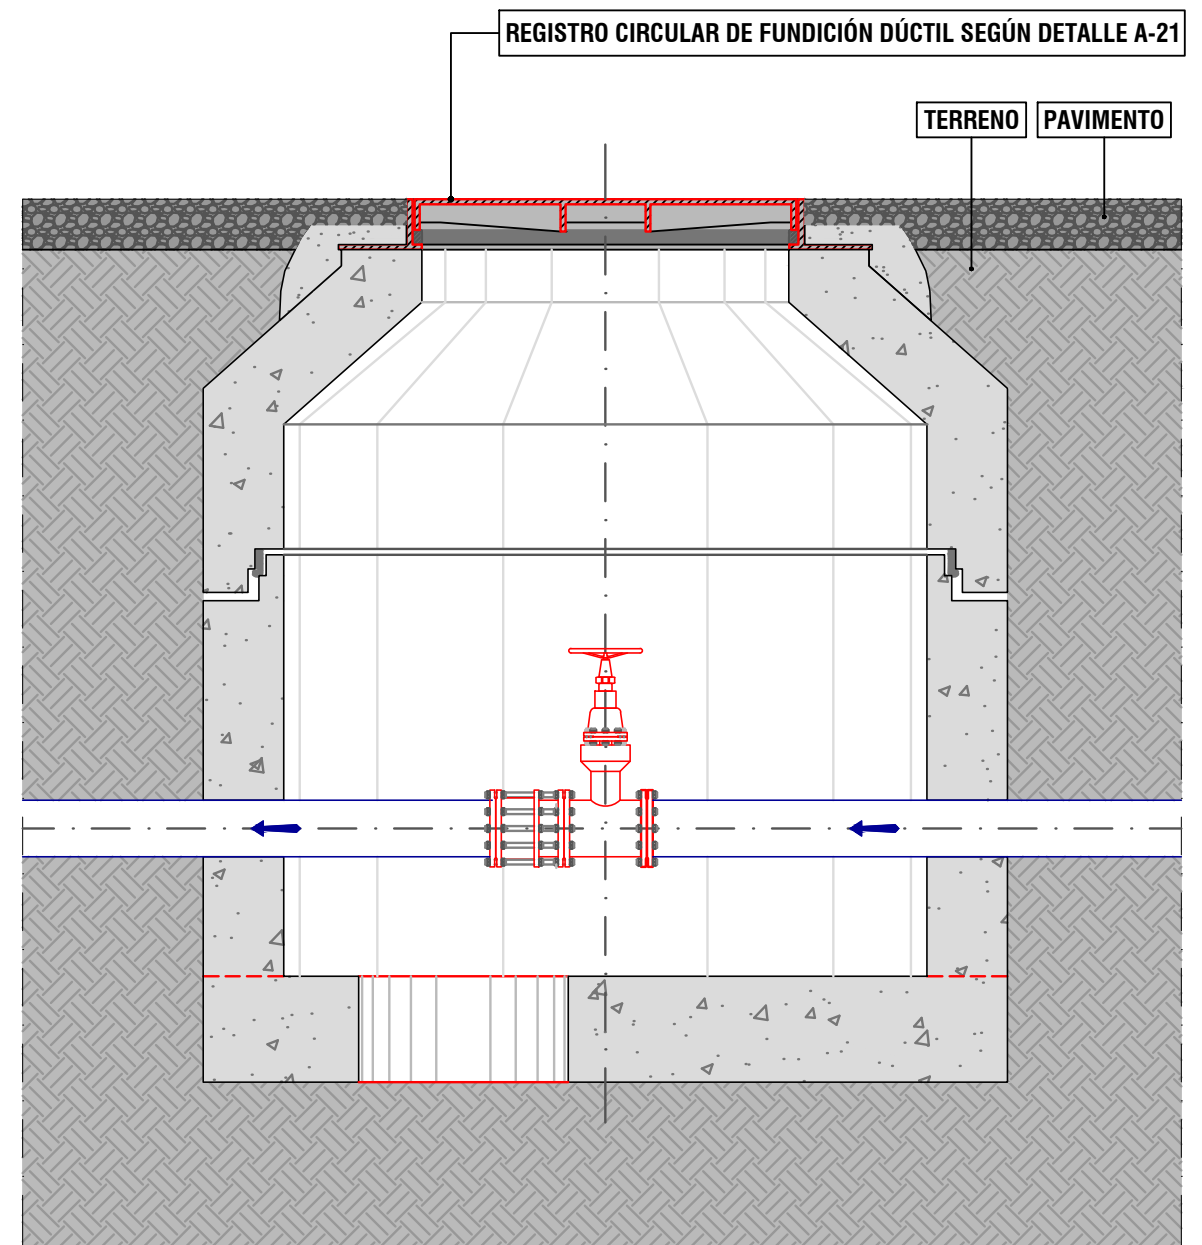 REGISTRO CIRCULAR DE FUNDICIÓN DÚCTIL SEGÚN DETALLE A-21
TERRENO
PAVIMENTO